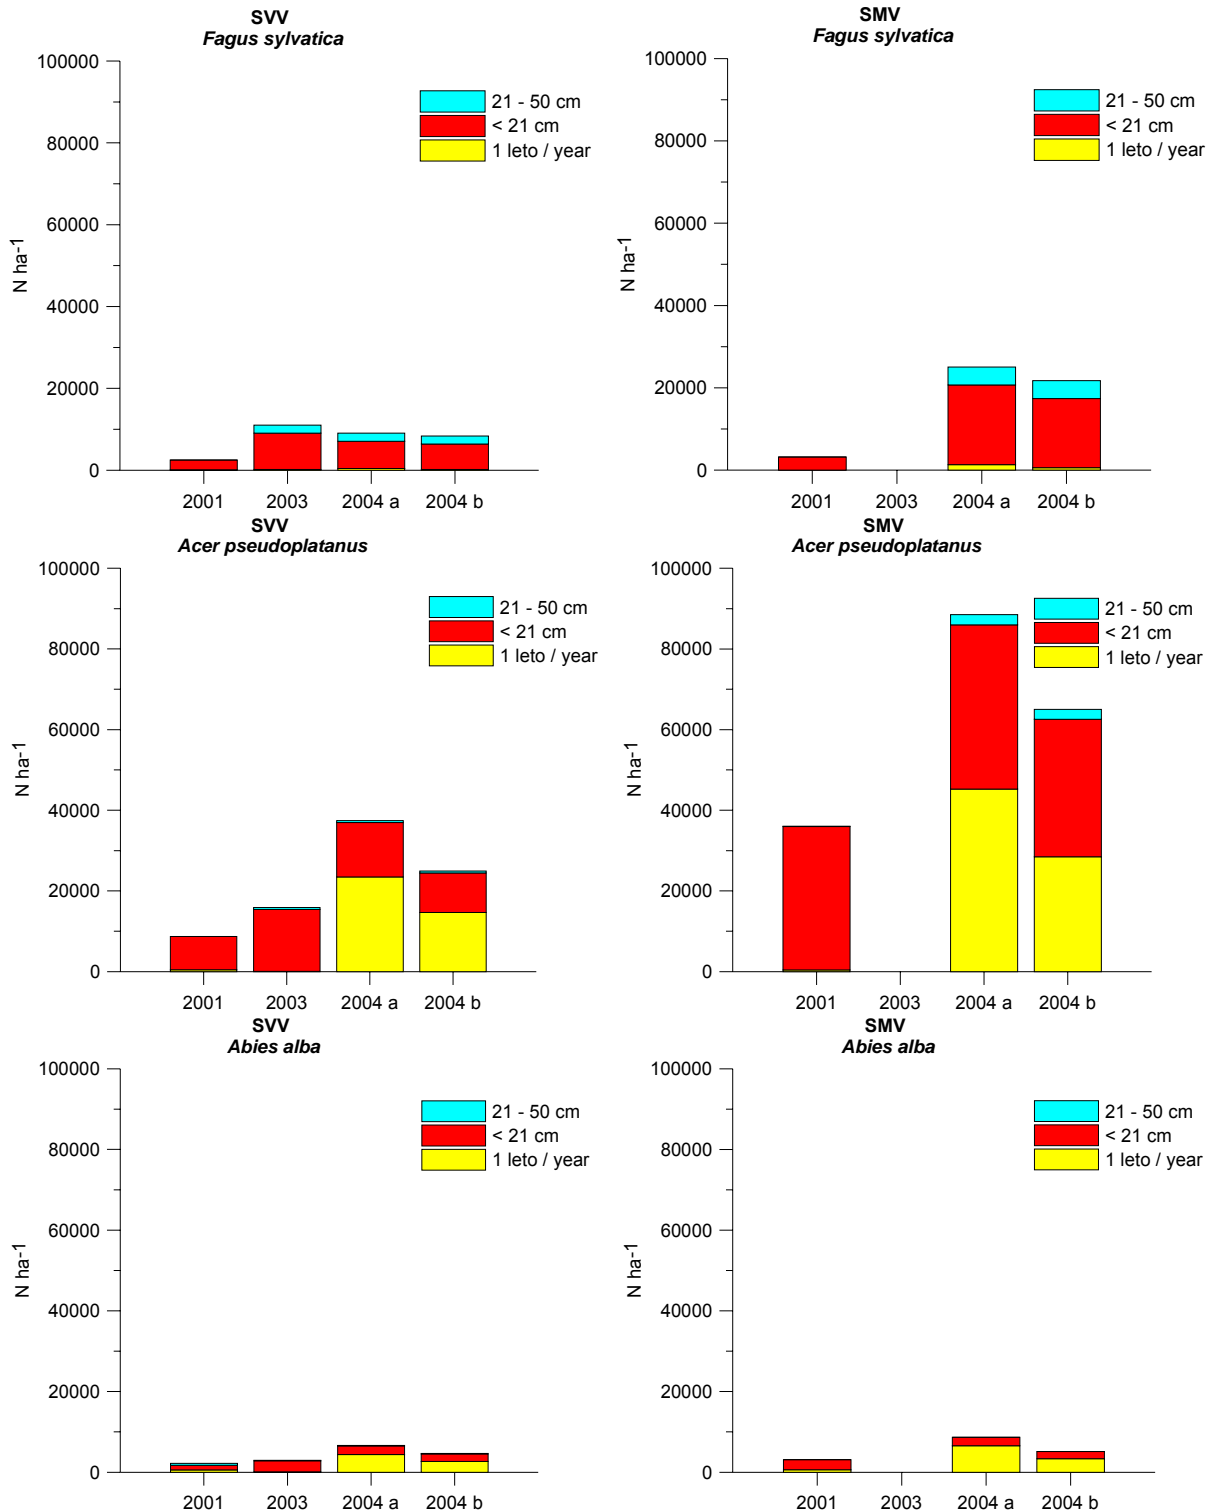 SVV
Fagus sylvatica
100000
80000
60000
40000
20000
0
N ha-1
21 - 50 cm
< 21 cm
1 leto / year
2001
2003
2004 a
2004 b
SMV
Fagus sylvatica
100000
80000
60000
40000
20000
0
N ha-1
21 - 50 cm
< 21 cm
1 leto / year
2001
2003
2004 a
2004 b
SVV
Acer pseudoplatanus
100000
80000
60000
40000
20000
0
N ha-1
21 - 50 cm
< 21 cm
1 leto / year
2001
2003
2004 a
2004 b
SMV
Acer pseudoplatanus
100000
80000
60000
40000
20000
0
N ha-1
21 - 50 cm
< 21 cm
1 leto / year
2001
2003
2004 a
2004 b
SVV
Abies alba
100000
80000
60000
40000
20000
0
N ha-1
21 - 50 cm
< 21 cm
1 leto / year
2001
2003
2004 a
2004 b
SMV
Abies alba
100000
80000
60000
40000
20000
0
N ha-1
21 - 50 cm
< 21 cm
1 leto / year
2001
2003
2004 a
2004 b